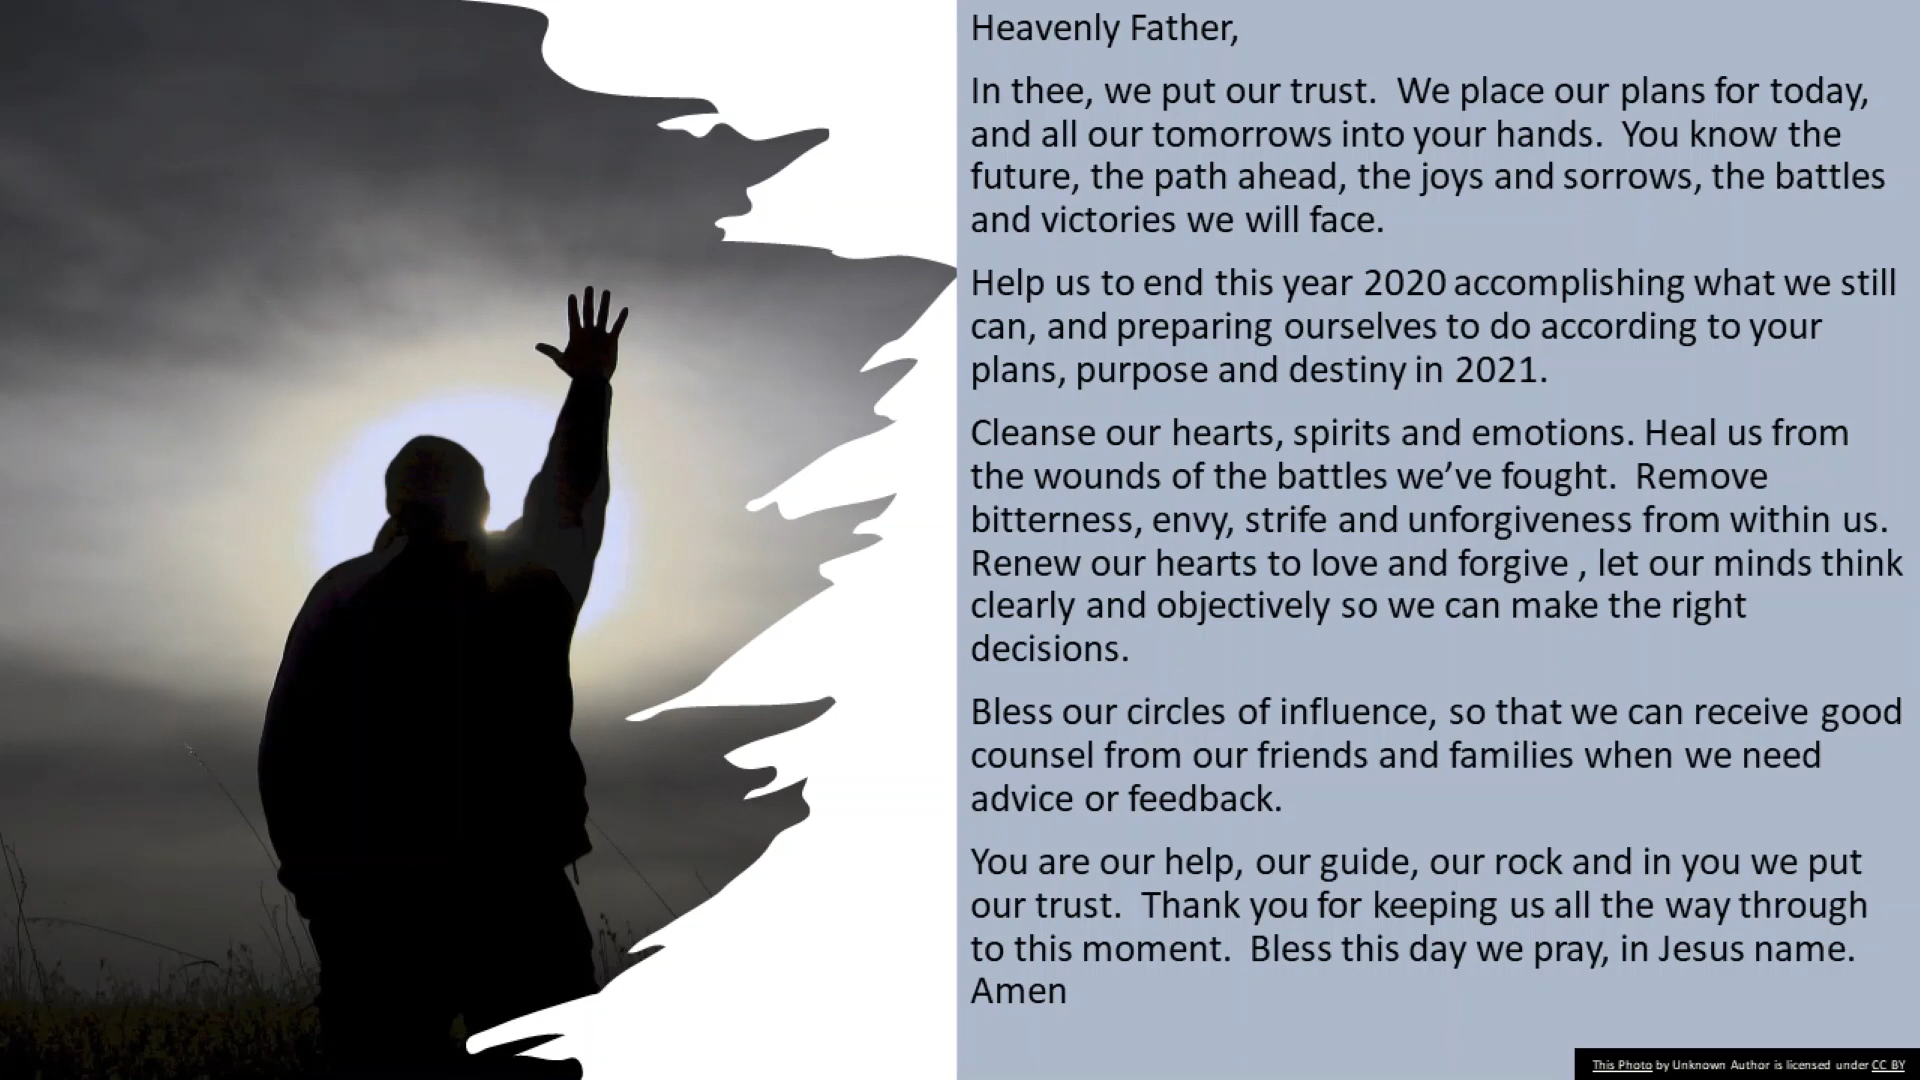 Heavenly Father,
In thee, we put our trust.  We place our plans for today,
and all our tomorrows into your hands.  You know the
future, the path ahead, the joys and sorrows, the battles
and victories we will face.
Help us to end this year 2020 accomplishing what we still
can, and preparing ourselves to do according to your
plans, purpose and destiny in 2021.
Cleanse our hearts, spirits and emotions. Heal us from
the wounds of the battles we’ve fought.  Remove
bitterness, envy, strife and unforgiveness from within us.
Renew our hearts to love and forgive , let our minds think
clearly and objectively so we can make the right
decisions.
Bless our circles of influence, so that we can receive good
counsel from our friends and families when we need
advice or feedback.
You are our help, our guide, our rock and in you we put
our trust.  Thank you for keeping us all the way through
to this moment.  Bless this day we pray, in Jesus name.
Amen
This Photo by Unknown Author is licensed under CC BY